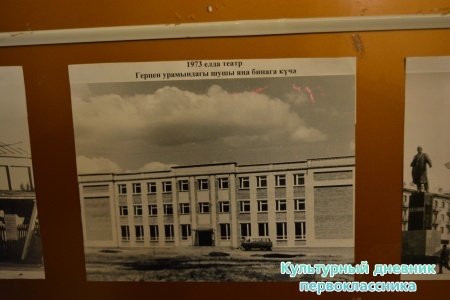 1973 елда театр
Герцен урамындагы шушы яңа бинага күчә
Культурный дневник
первоклассника